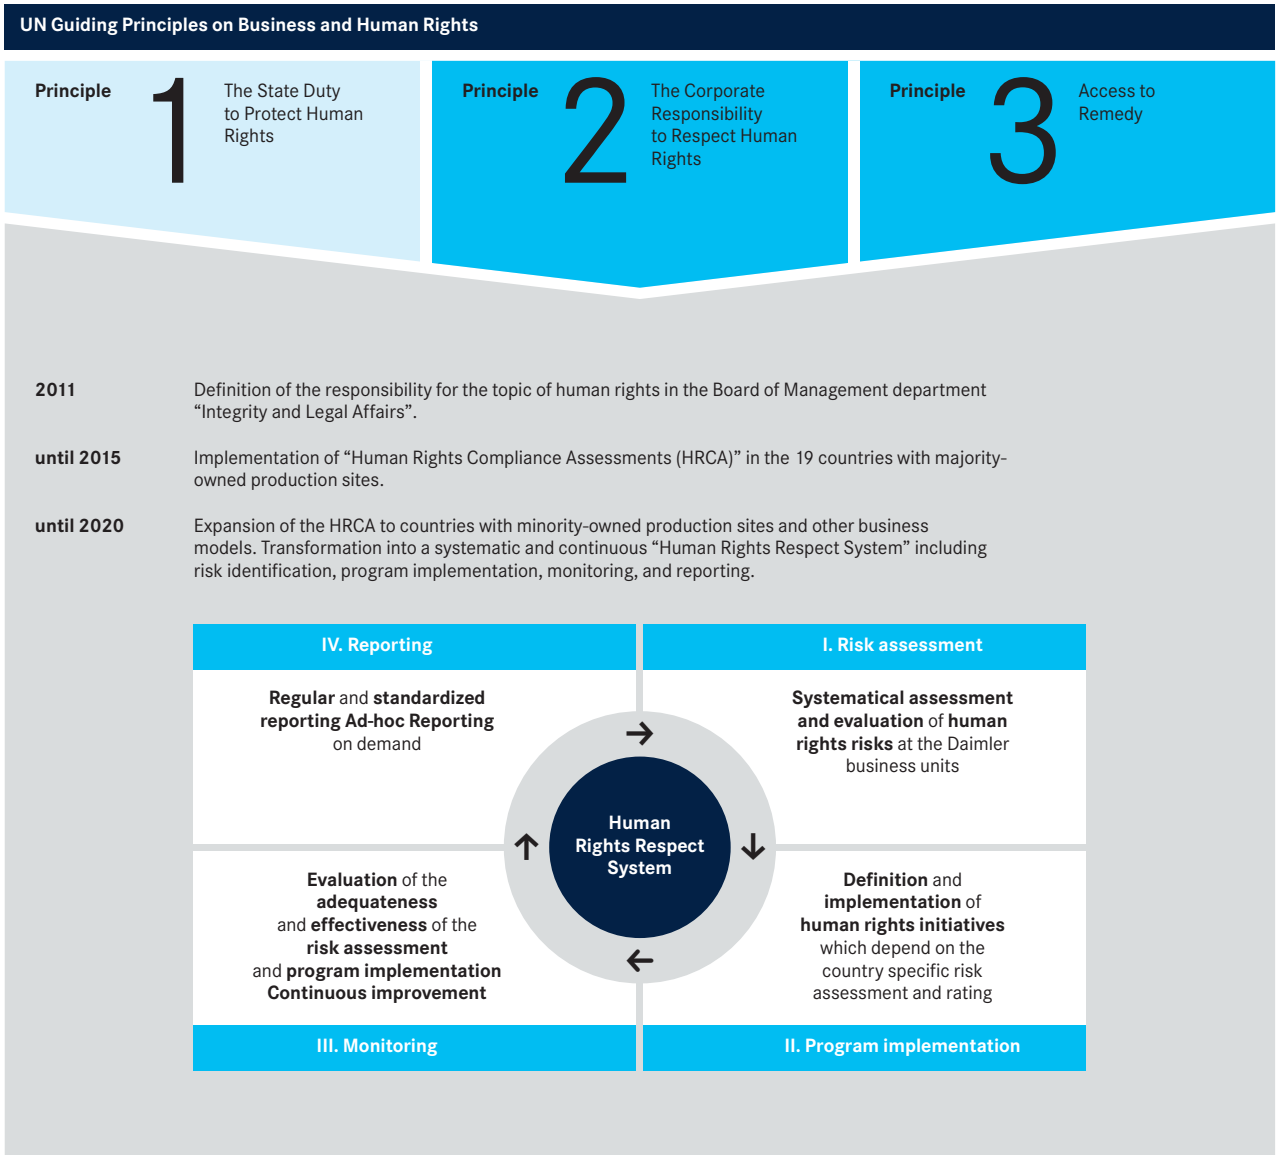 UN Guiding Principles on Business and Human Rights
Principle
1
The State Duty
to Protect Human
Rights
Principle
2
The Corporate
Responsibility
to Respect Human
Rights
Principle
3
Access to
Remedy
2011
Definition of the responsibility for the topic of human rights in the Board of Management department
“Integrity and Legal Affairs”.
until 2015
Implementation of “Human Rights Compliance Assessments (HRCA)” in the 19 countries with majority-
owned production sites.
until 2020
Expansion of the HRCA to countries with minority-owned production sites and other business
models. Transformation into a systematic and continuous “Human Rights Respect System” including
risk identification, program implementation, monitoring, and reporting.
IV. Reporting
Regular and standardized
reporting Ad-hoc Reporting
on demand
I. Risk assessment
Systematical assessment
and evaluation of human
rights risks at the Daimler
business units
Human
Rights Respect
System
Evaluation of the
adequateness
and effectiveness of the
risk assessment
and program implementation
Continuous improvement
III. Monitoring
Definition and
implementation of
human rights initiatives
which depend on the
country specific risk
assessment and rating
II. Program implementation